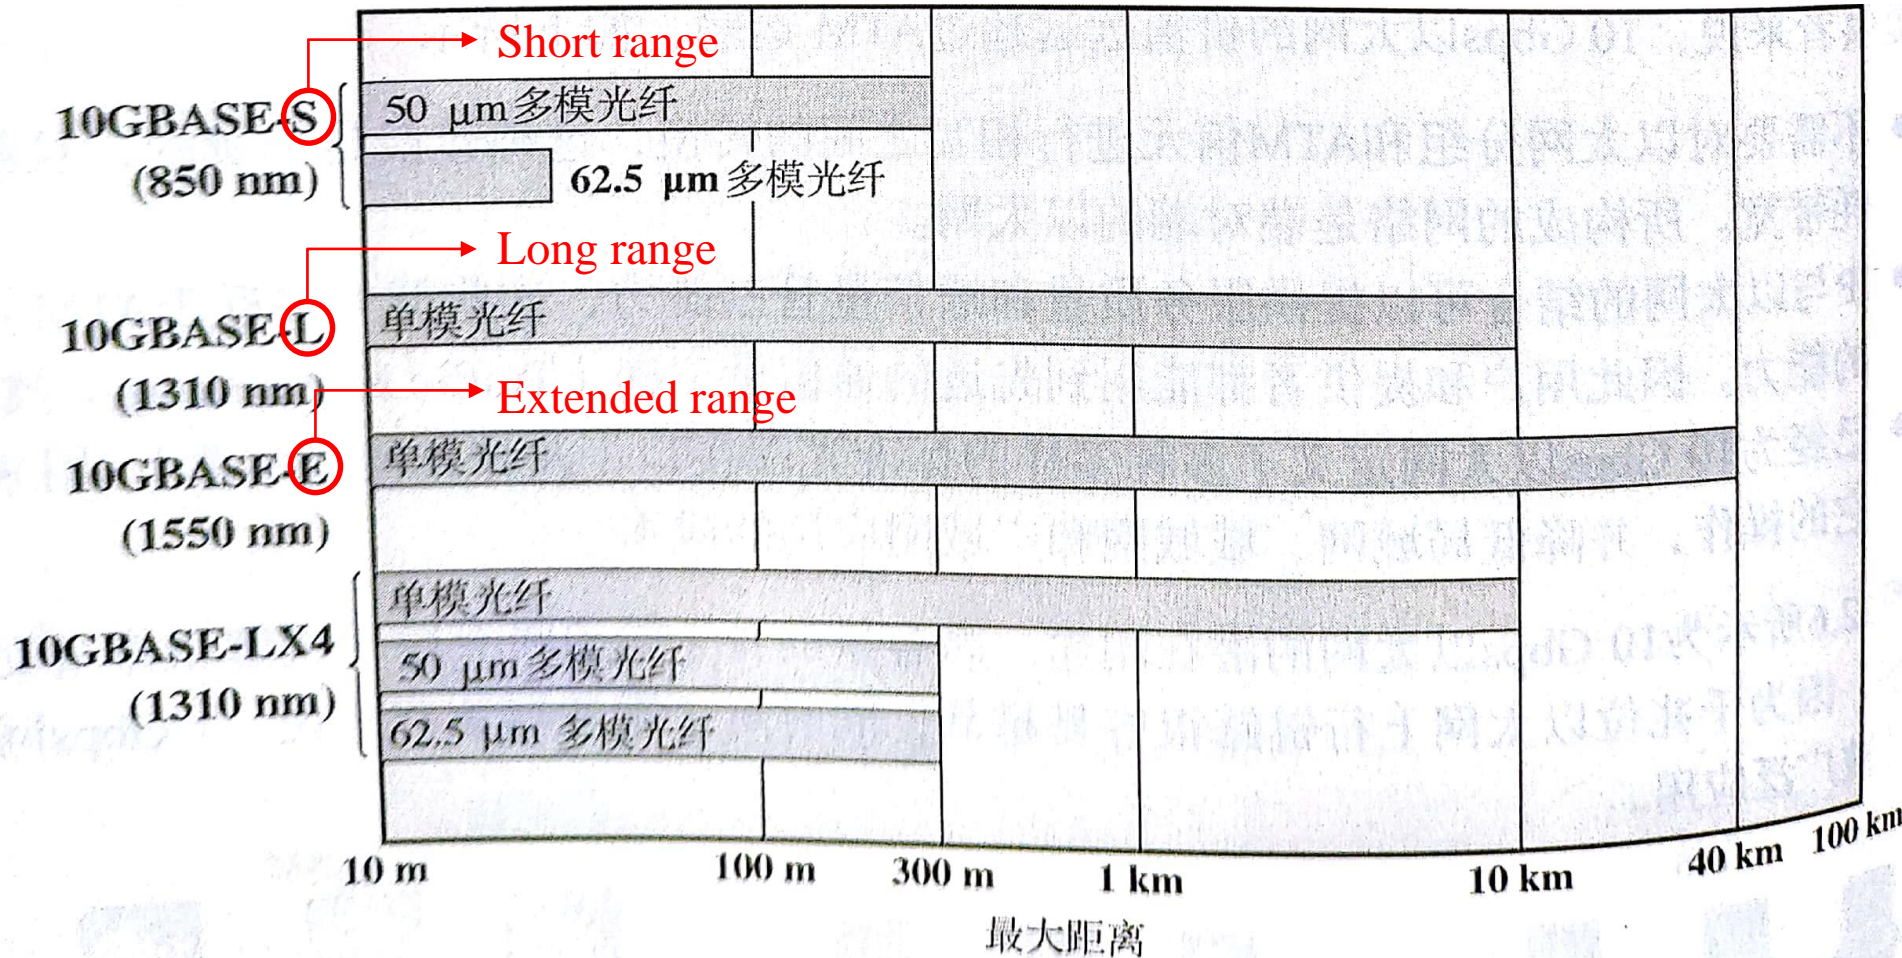 Short range
10GBASE-S
(850 nm)
50 μm多模光纤
62.5 μm多模光纤
Long range
10GBASE-L
(1310 nm)
单模光纤
Extended range
10GBASE-E
(1550 nm)
单模光纤
10GBASE-LX4
(1310 nm)
单模光纤
50 μm多模光纤
62.5 μm 多模光纤
10 m
100 m
300 m
1 km
10 km
40 km
100 km
最大距离